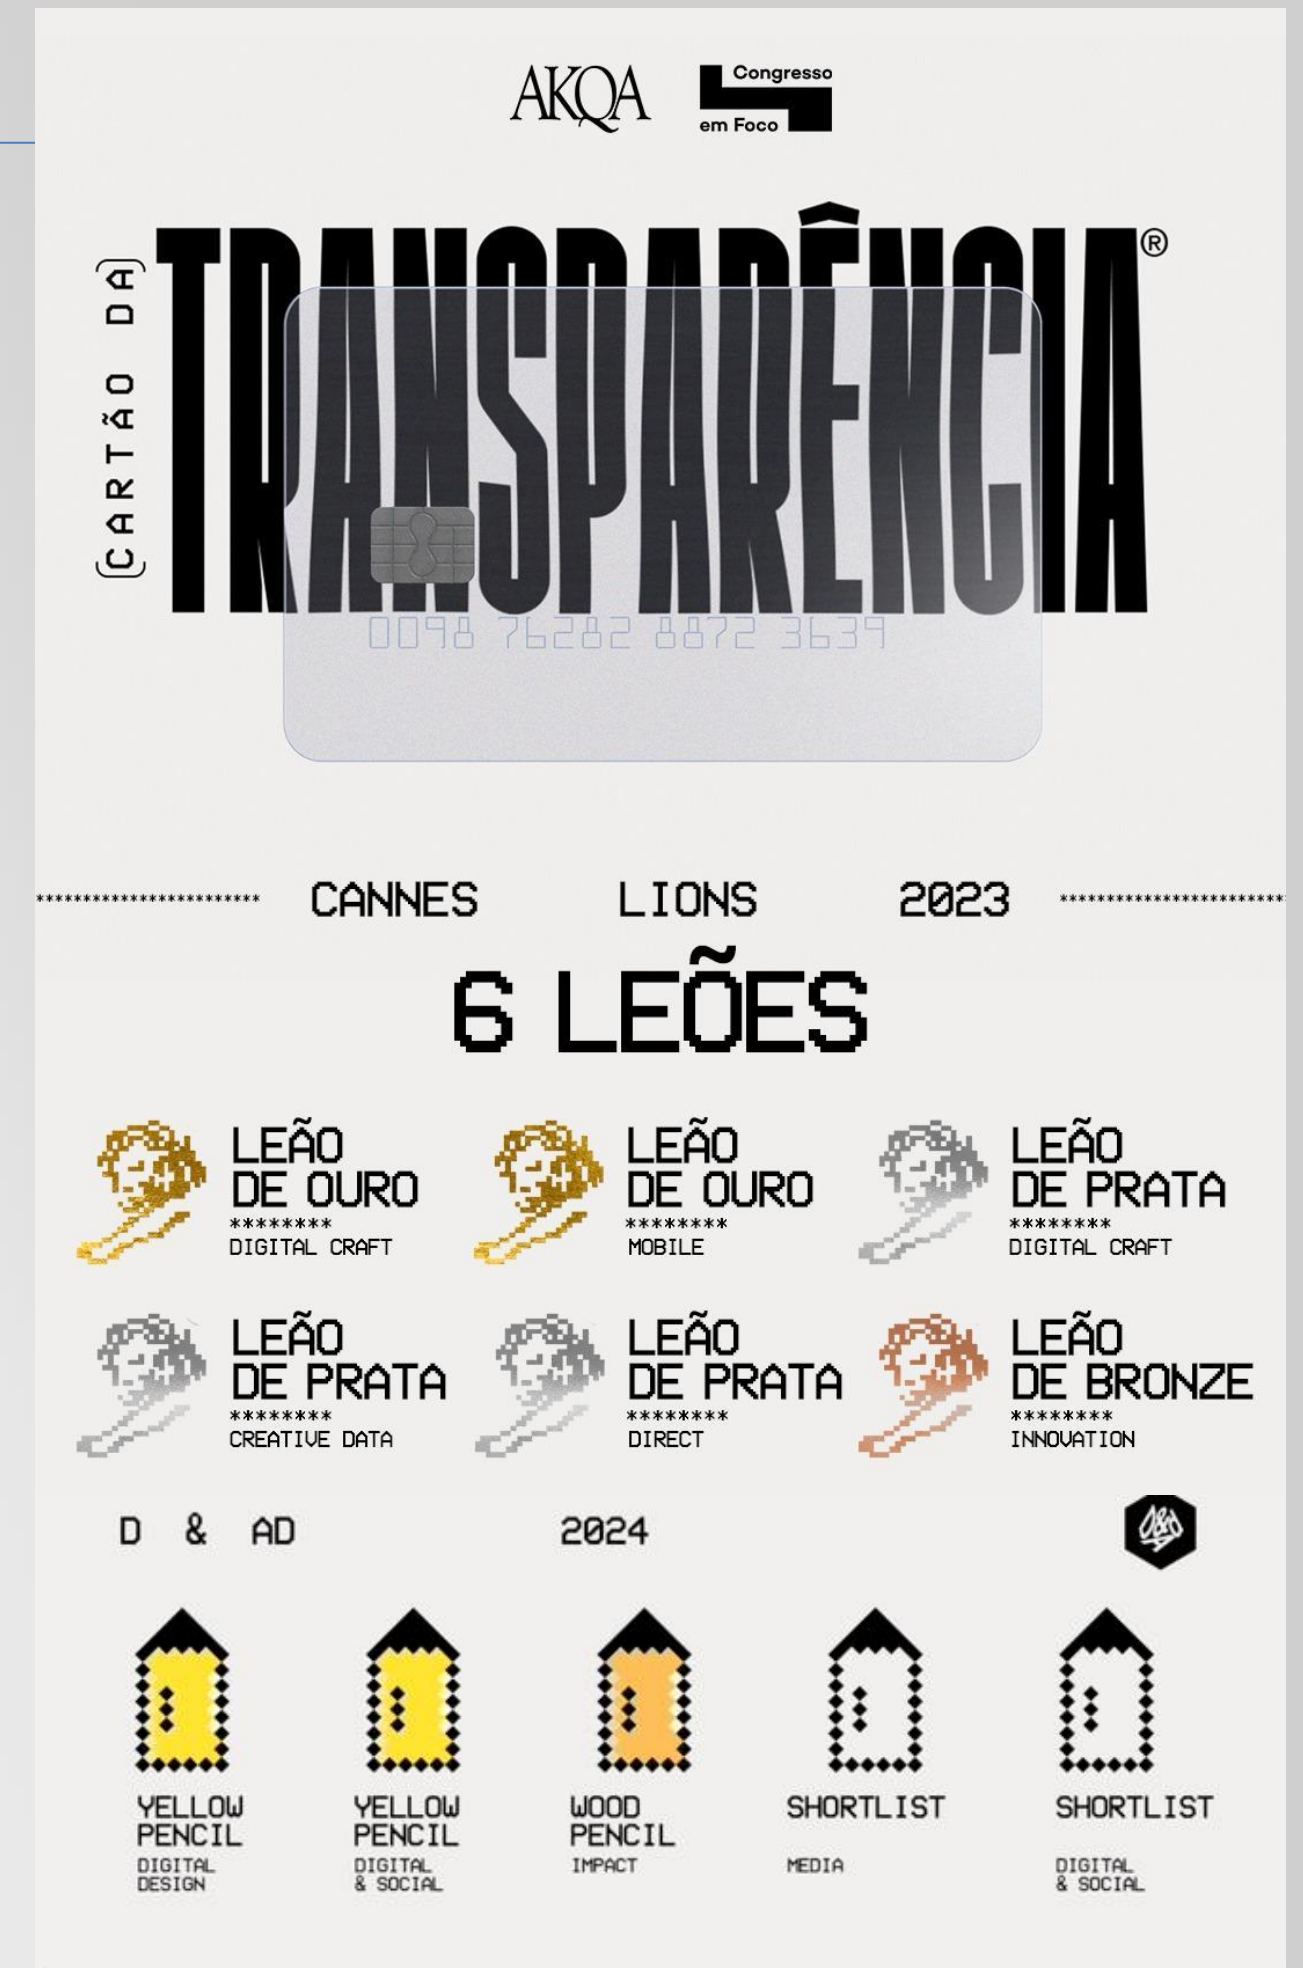 AKQA
Congresso
em Foco
CARTÃO DA
TRANSPARÊNCIA®
0098 76282 8872 3639
*********************** CANNES LIONS 2023 ***********************
6 LEÕES
LEÃO
DE OURO
********
DIGITAL CRAFT
LEÃO
DE OURO
********
MOBILE
LEÃO
DE PRATA
********
DIGITAL CRAFT
LEÃO
DE PRATA
********
CREATIVE DATA
LEÃO
DE PRATA
********
DIRECT
LEÃO
DE BRONZE
********
INNOVATION
D & AD 2024
D&AD
YELLOW
PENCIL
DIGITAL
DESIGN
YELLOW
PENCIL
DIGITAL
& SOCIAL
WOOD
PENCIL
IMPACT
SHORTLIST
MEDIA
SHORTLIST
DIGITAL
& SOCIAL